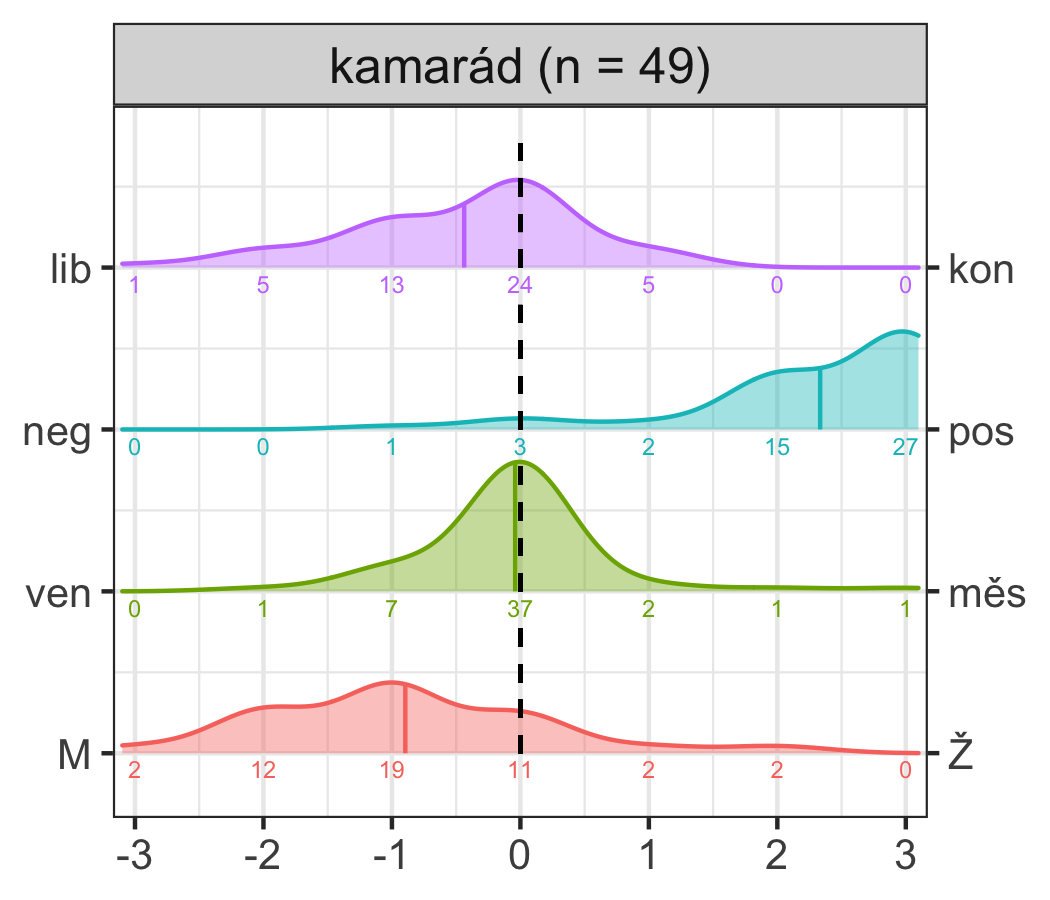 kamarád (n = 49)
lib kon
1 5 13 24 5 0 0
neg pos
0 0 1 3 2 15 27
ven měs
0 1 7 37 2 1 1
M Ž
2 12 19 11 2 2 0
-3 -2 -1 0 1 2 3